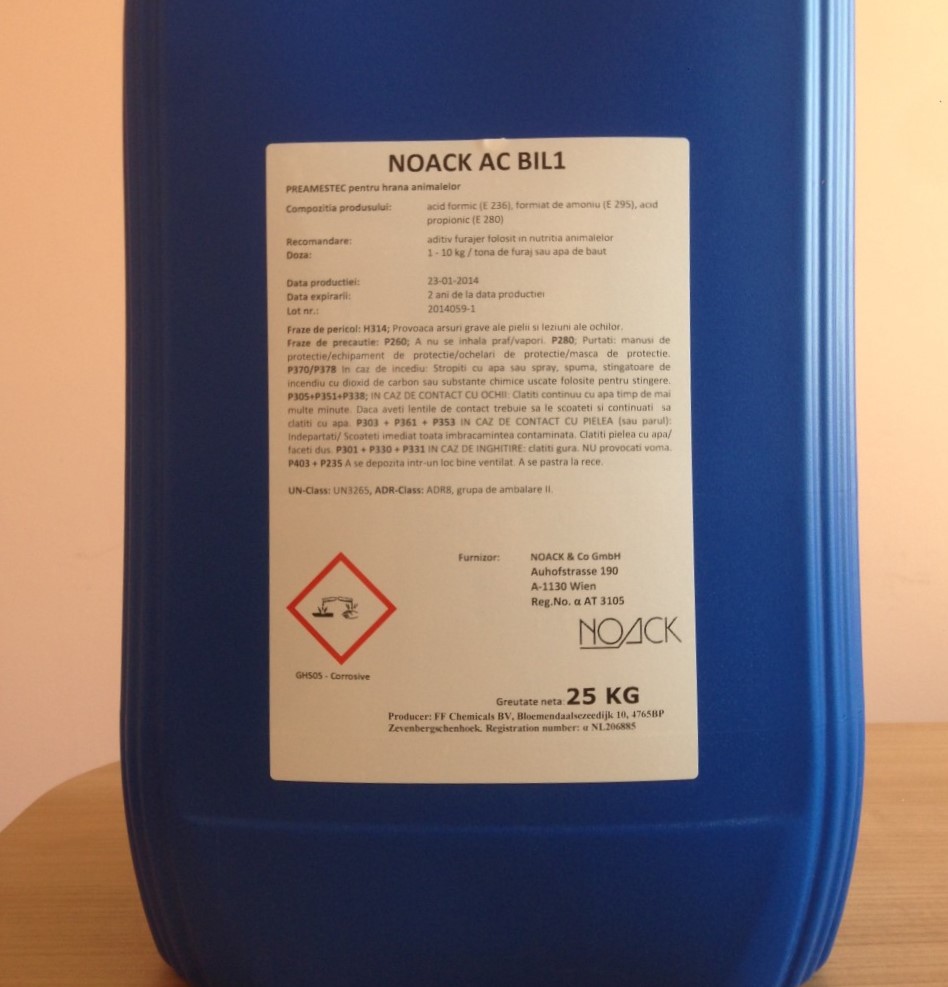 NOACK AC BIL1
PREAMESTEC pentru hrana animalelor
Compozitia produsului: acid formic (E 236), formiat de amoniu (E 295), acid
propionic (E 280)
Recomandare: aditiv furajer folosit in nutritia animalelor
Doza: 1 - 10 kg / tona de furaj sau apa de baut
Data productiei: 23-01-2014
Data expirarii: 2 ani de la data productiei
Lot nr.: 2014059-1
Fraze de pericol: H314; Provoaca arsuri grave ale pielii si leziuni ale ochilor.
Fraze de precautie: P260; A nu se inhala praf/vapori. P280; Purtati: manusi de
protectie/echipament de protectie/ochelari de protectie/masca de protectie.
P370/P378 In caz de incediu: Stropiti cu apa sau spray, spuma, stingatoare de
incendiu cu dioxid de carbon sau substante chimice uscate folosite pentru stingere.
P305+P351+P338; IN CAZ DE CONTACT CU OCHII: Clatiti continuu cu apa timp de mai
multe minute. Daca aveti lentile de contact trebuie sa le scoateti si continuati sa
clatiti cu apa. P303 + P361 + P353 IN CAZ DE CONTACT CU PIELEA (sau parul):
Indepartati/ Scoateti imediat toata imbracamintea contaminata. Clatiti pielea cu apa/
faceti dus. P301 + P330 + P331 IN CAZ DE INGHITIRE: clatiti gura. NU provocati voma.
P403 + P235 A se depozita intr-un loc bine ventilat. A se pastra la rece.
UN-Class: UN3265, ADR-Class: ADR8, grupa de ambalare II.
Furnizor: NOACK & Co GmbH
Auhofstrasse 190
A-1130 Wien
Reg.No. α AT 3105
NOACK
GHS05 - Corrosive
Greutate neta: 25 KG
Producer: FF Chemicals BV, Bloemendaalsezeedijk 10, 4765BP
Zevenbergschenhoek. Registration number: α NL206885